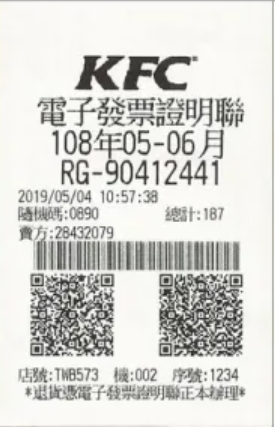 KFC
電子發票證明聯
108年05-06月
RG-90412441
2019/05/04 10:57:38
隨機碼:0890 總計:187
賣方:28432079
店號:TWB573 機:002 序號:1234
*退貨憑電子發票證明聯正本辦理*